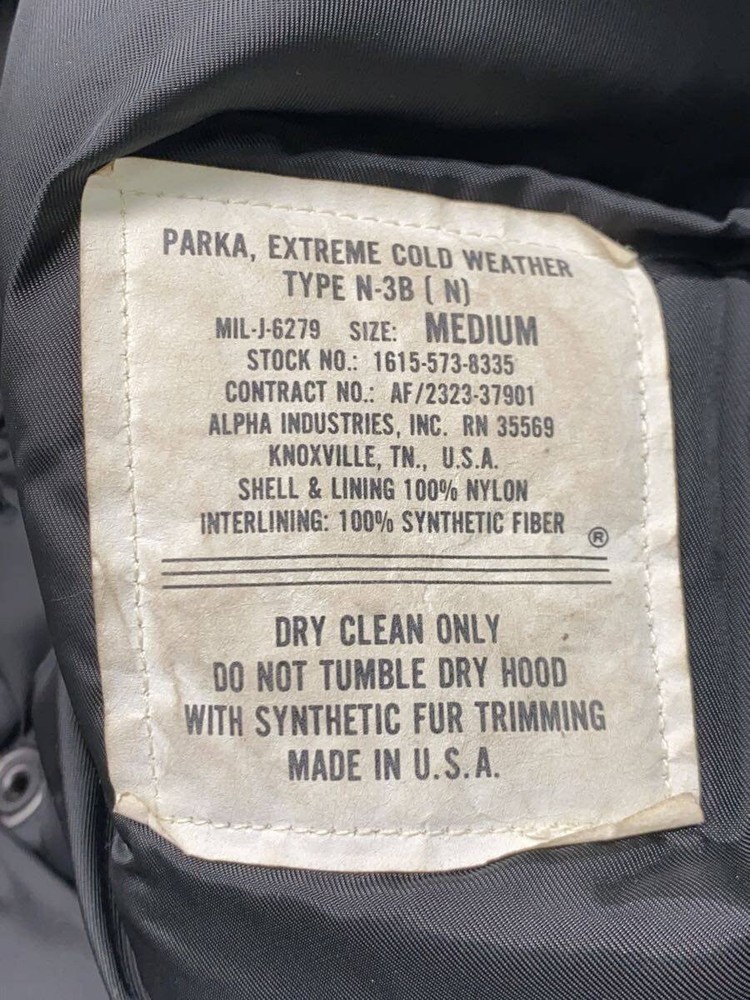 PARKA, EXTREME COLD WEATHER
TYPE N-3B ( N)
MIL-J-6279 SIZE: MEDIUM
STOCK NO.: 1615-573-8335
CONTRACT NO.: AF/2323-37901
ALPHA INDUSTRIES, INC. RN 35569
KNOXVILLE, TN., U.S.A.
SHELL & LINING 100% NYLON
INTERLINING: 100% SYNTHETIC FIBER ®
DRY CLEAN ONLY
DO NOT TUMBLE DRY HOOD
WITH SYNTHETIC FUR TRIMMING
MADE IN U.S.A.